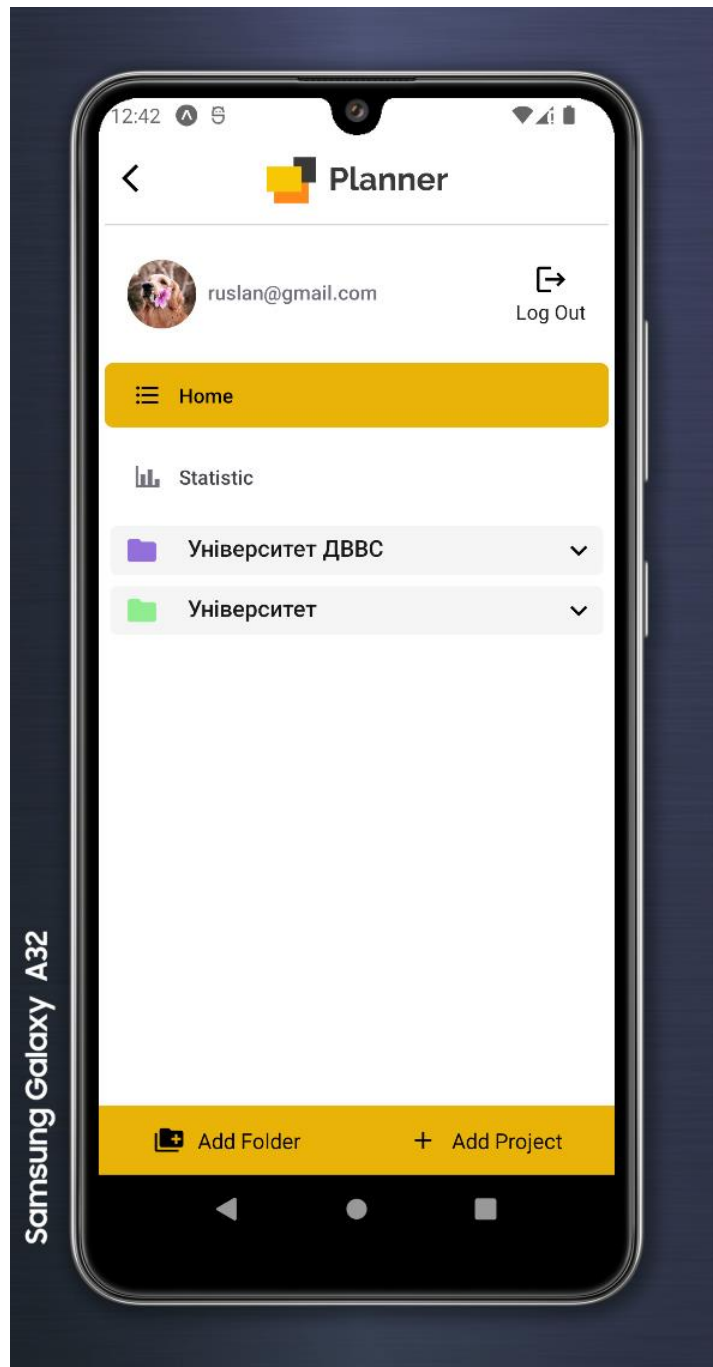 12:42
Planner
ruslan@gmail.com
Log Out
Home
Statistic
Університет ДВВС
Університет
Add Folder
+ Add Project
Samsung Galaxy A32